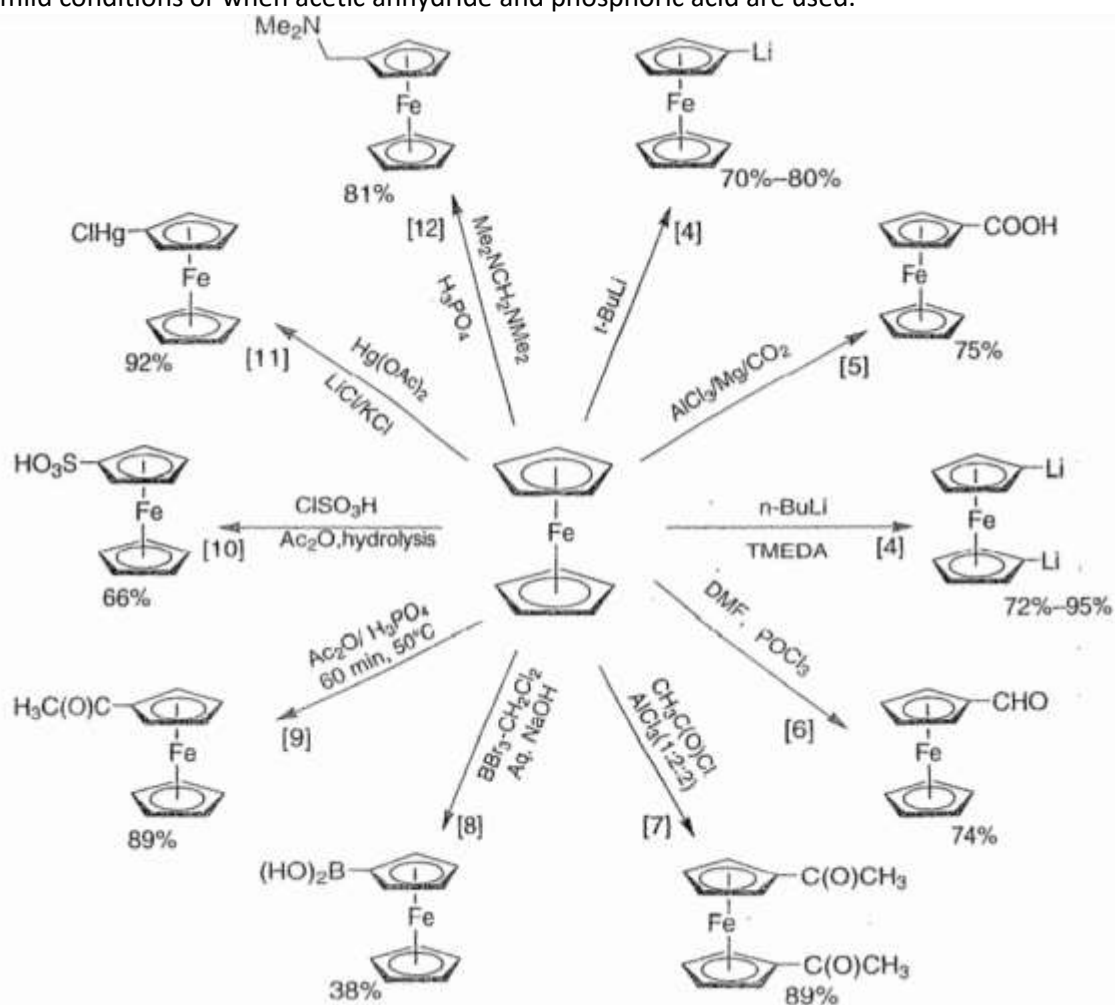 mild conditions or when acetic anhydride and phosphoric acid are used.
Me₂N
Fe
81%
[12]
Me₂NCH₂NMe₂
H₃PO₄
Li
Fe
70%–80%
[4]
t-BuLi
ClHg
Fe
92%
[11]
Hg(OAc)₂
LiCl/KCl
COOH
Fe
75%
[5]
AlCl₃/Mg/CO₂
HO₃S
Fe
66%
[10]
ClSO₃H
Ac₂O,hydrolysis
Fe
n-BuLi
TMEDA
[4]
Li
Fe
Li
72%–95%
H₃C(O)C
Fe
89%
[9]
Ac₂O/ H₃PO₄
60 min, 50°C
(HO)₂B
Fe
38%
[8]
BBr₃-CH₂Cl₂
Aq. NaOH
CH₃C(O)Cl
AlCl₃(1:2:2)
[7]
C(O)CH₃
Fe
C(O)CH₃
89%
DMF, POCl₃
[6]
CHO
Fe
74%